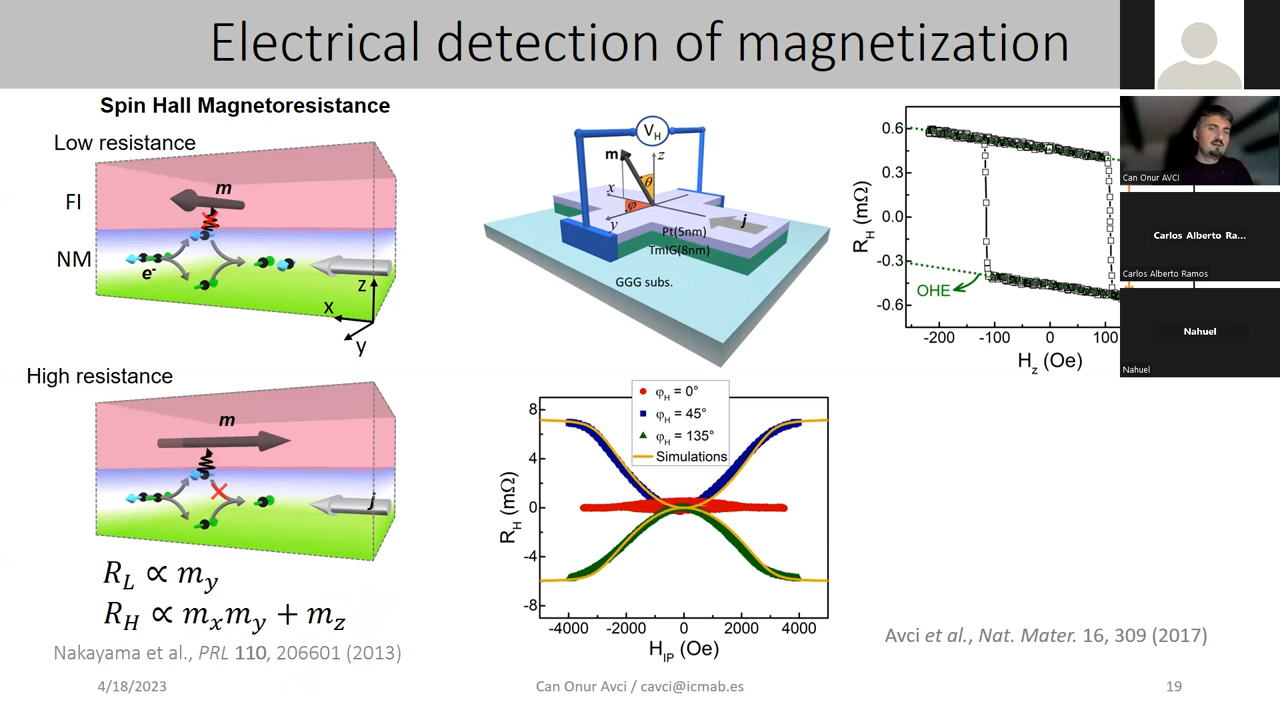 Electrical detection of magnetization
Spin Hall Magnetoresistance
Low resistance
FI
m
NM
e⁻
z
x
y
High resistance
m
j
R_L ∝ m_y
R_H ∝ m_x m_y + m_z
Nakayama et al., PRL 110, 206601 (2013)
V_H
m
z
θ
x
φ
y
j
Pt(5nm)
TmIG(8nm)
GGG subs.
R_H (mΩ)
0.6
0.3
0.0
-0.3
-0.6
OHE
-200 -100 0 100
H_z (Oe)
φ_H = 0°
φ_H = 45°
φ_H = 135°
Simulations
R_H (mΩ)
8
4
0
-4
-8
-4000 -2000 0 2000 4000
H_IP (Oe)
Avci et al., Nat. Mater. 16, 309 (2017)
4/18/2023
Can Onur Avci / cavci@icmab.es
19
Can Onur AVCI
Carlos Alberto Ra...
Carlos Alberto Ramos
Nahuel
Nahuel